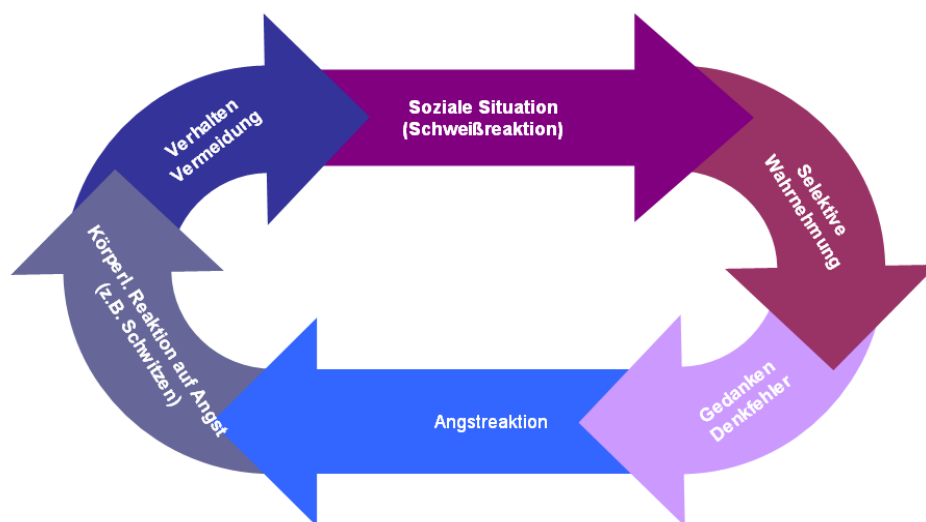 Soziale Situation
(Schweißreaktion)
Selektive
Wahrnehmung
Gedanken
Denkfehler
Angstreaktion
Körperl. Reaktion auf Angst
(z.B. Schwitzen)
Verhalten
Vermeidung